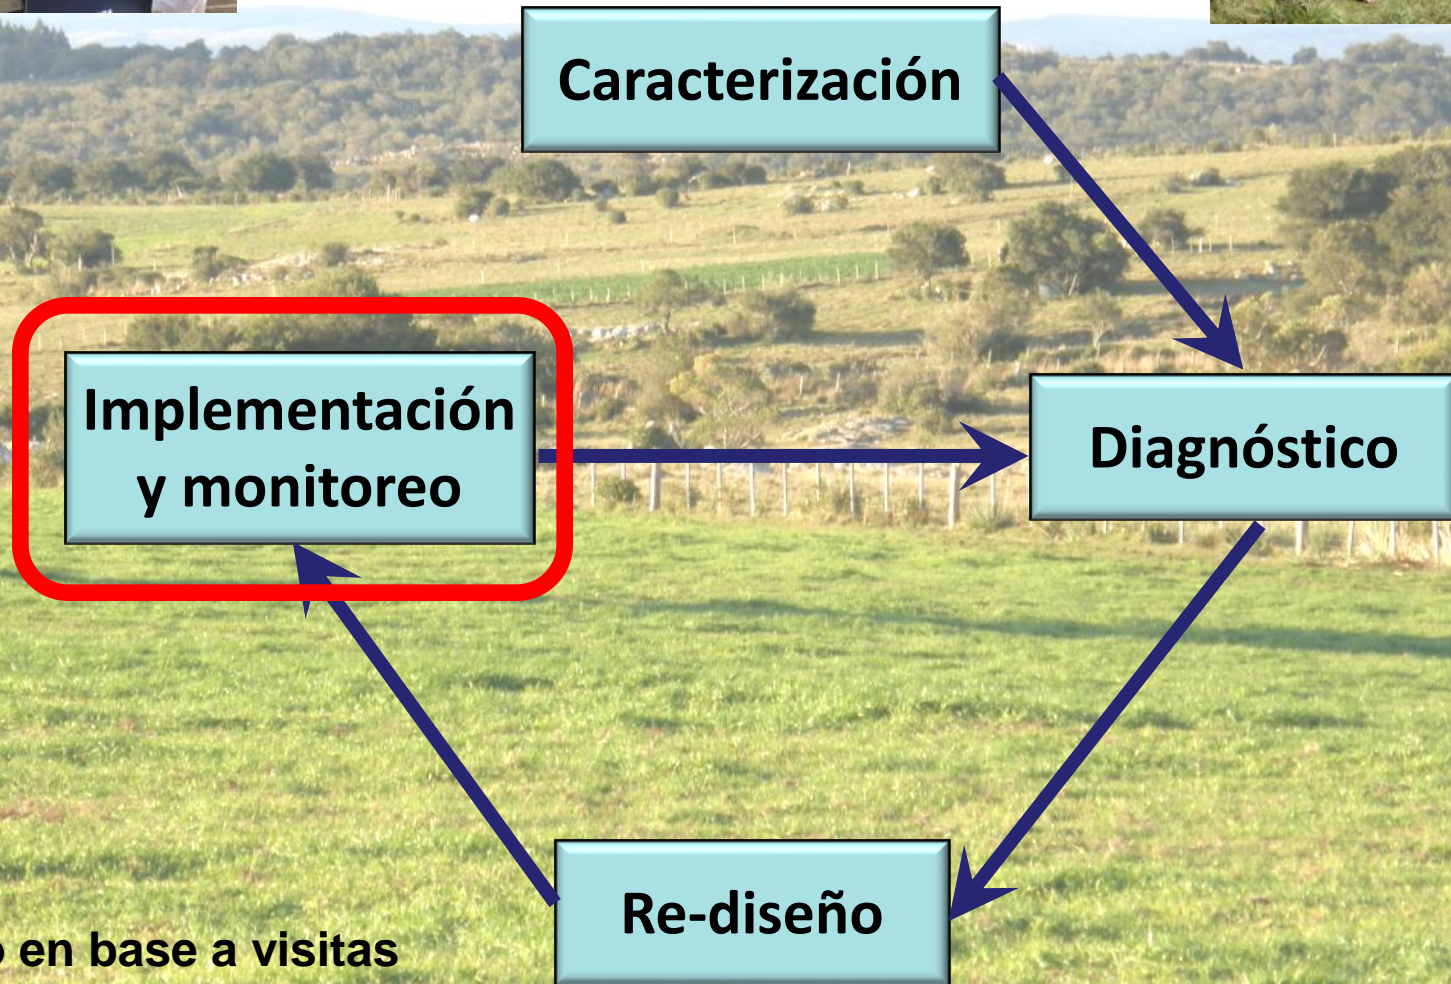 Caracterización
Implementación
y monitoreo
Diagnóstico
Re-diseño
en base a visitas